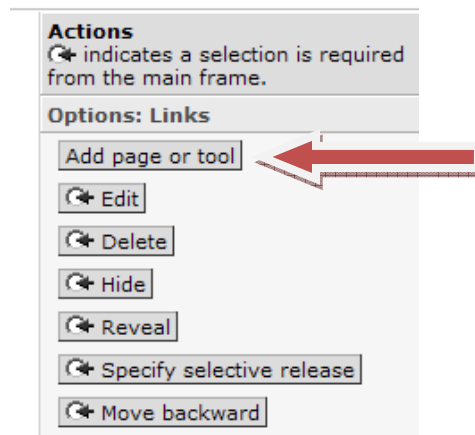 Actions
indicates a selection is required
from the main frame.
Options: Links
Add page or tool
Edit
Delete
Hide
Reveal
Specify selective release
Move backward